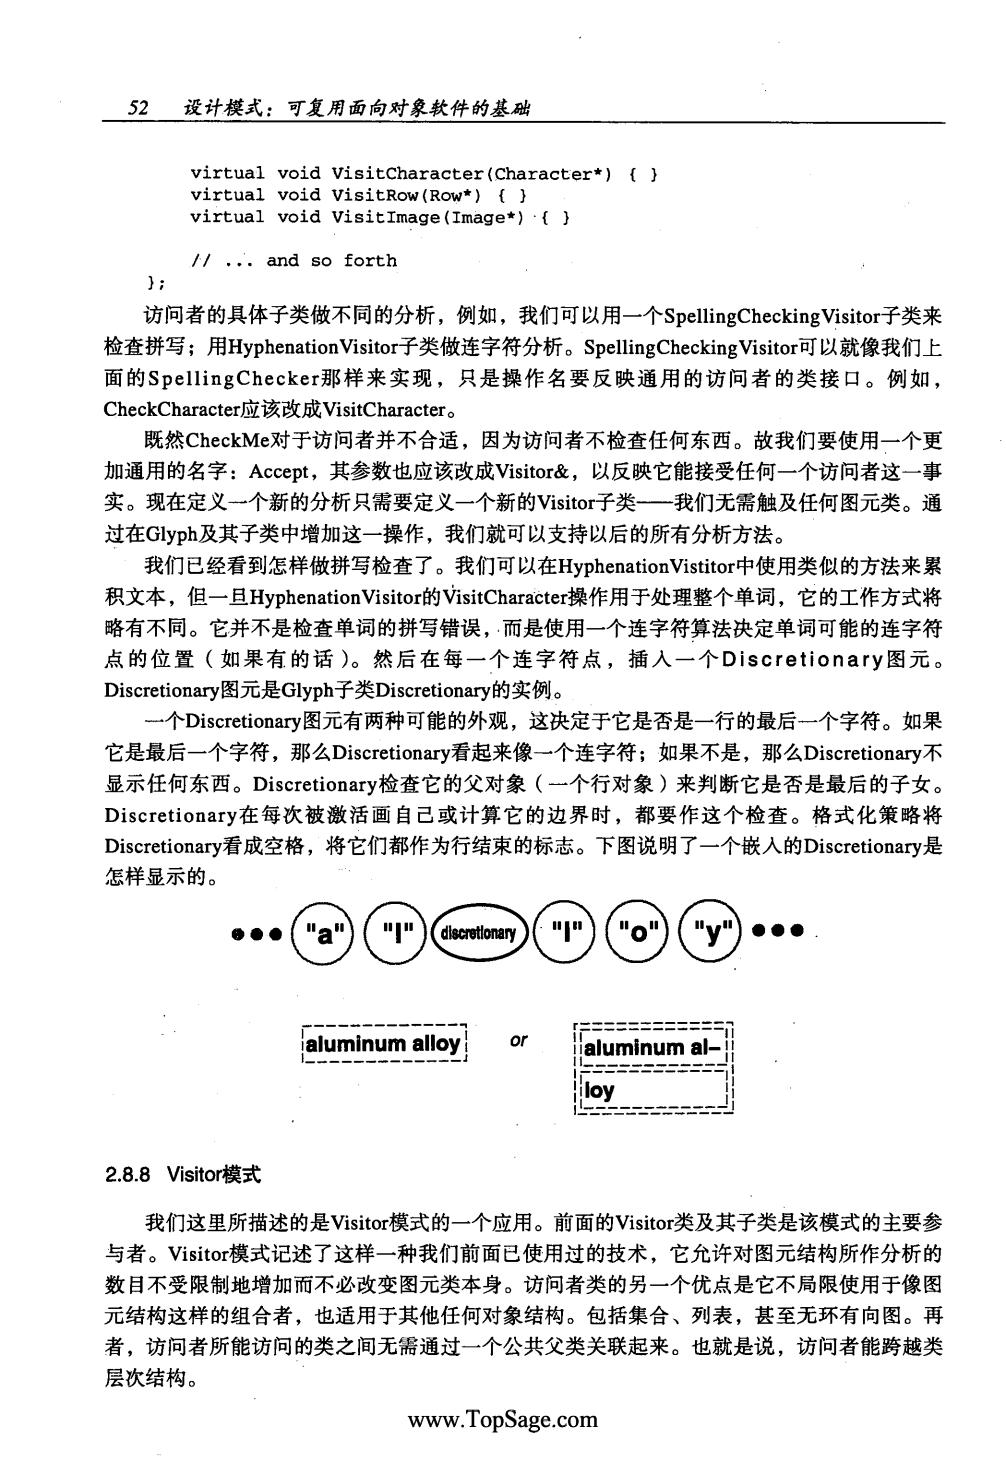 52 设计模式：可复用面向对象软件的基础
virtual void VisitCharacter(Character*) { }
virtual void VisitRow(Row*) { }
virtual void VisitImage(Image*) { }
// ... and so forth
};
访问者的具体子类做不同的分析，例如，我们可以用一个SpellingCheckingVisitor子类来
检查拼写；用HyphenationVisitor子类做连字符分析。SpellingCheckingVisitor可以就像我们上
面的SpellingChecker那样来实现，只是操作名要反映通用的访问者的类接口。例如，
CheckCharacter应该改成VisitCharacter。
既然CheckMe对于访问者并不合适，因为访问者不检查任何东西。故我们要使用一个更
加通用的名字：Accept，其参数也应该改成Visitor&，以反映它能接受任何一个访问者这一事
实。现在定义一个新的分析只需要定义一个新的Visitor子类——我们无需触及任何图元类。通
过在Glyph及其子类中增加这一操作，我们就可以支持以后的所有分析方法。
我们已经看到怎样做拼写检查了。我们可以在HyphenationVistitor中使用类似的方法来累
积文本，但一旦HyphenationVisitor的VisitCharacter操作用于处理整个单词，它的工作方式将
略有不同。它并不是检查单词的拼写错误，而是使用一个连字符算法决定单词可能的连字符
点的位置（如果有的话）。然后在每一个连字符点，插入一个Discretionary图元。
Discretionary图元是Glyph子类Discretionary的实例。
一个Discretionary图元有两种可能的外观，这决定于它是否是一行的最后一个字符。如果
它是最后一个字符，那么Discretionary看起来像一个连字符；如果不是，那么Discretionary不
显示任何东西。Discretionary检查它的父对象（一个行对象）来判断它是否是最后的子女。
Discretionary在每次被激活画自己或计算它的边界时，都要作这个检查。格式化策略将
Discretionary看成空格，将它们都作为行结束的标志。下图说明了一个嵌入的Discretionary是
怎样显示的。
"a" "l" discretionary "l" "o" "y"
aluminum alloy or aluminum al-
loy
2.8.8 Visitor模式
我们这里所描述的是Visitor模式的一个应用。前面的Visitor类及其子类是该模式的主要参
与者。Visitor模式记述了这样一种我们前面已使用过的技术，它允许对图元结构所作分析的
数目不受限制地增加而不必改变图元类本身。访问者类的另一个优点是它不局限使用于像图
元结构这样的组合者，也适用于其他任何对象结构。包括集合、列表，甚至无环有向图。再
者，访问者所能访问的类之间无需通过一个公共父类关联起来。也就是说，访问者能跨越类
层次结构。
www.TopSage.com